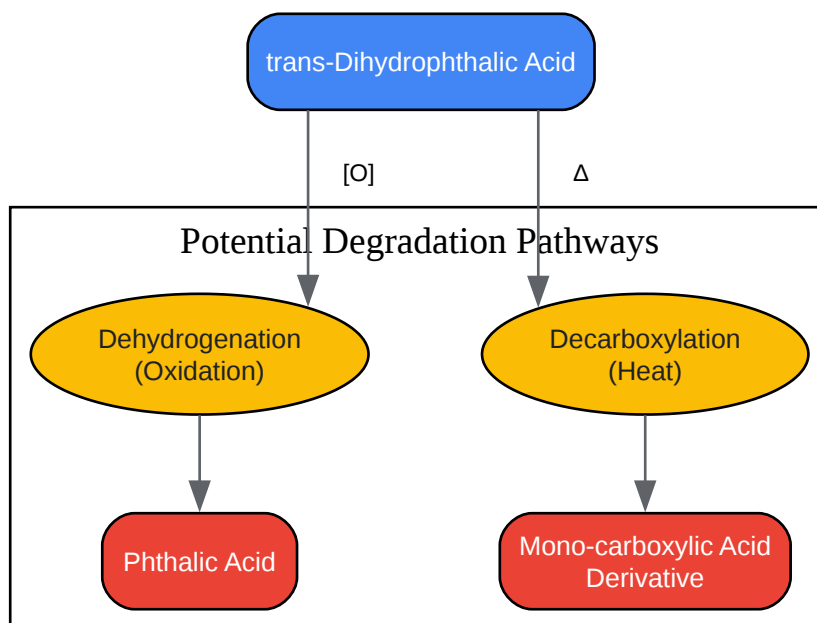 trans-Dihydrophthalic Acid
[O]
Δ
Potential Degradation Pathways
Dehydrogenation
(Oxidation)
Decarboxylation
(Heat)
Phthalic Acid
Mono-carboxylic Acid
Derivative